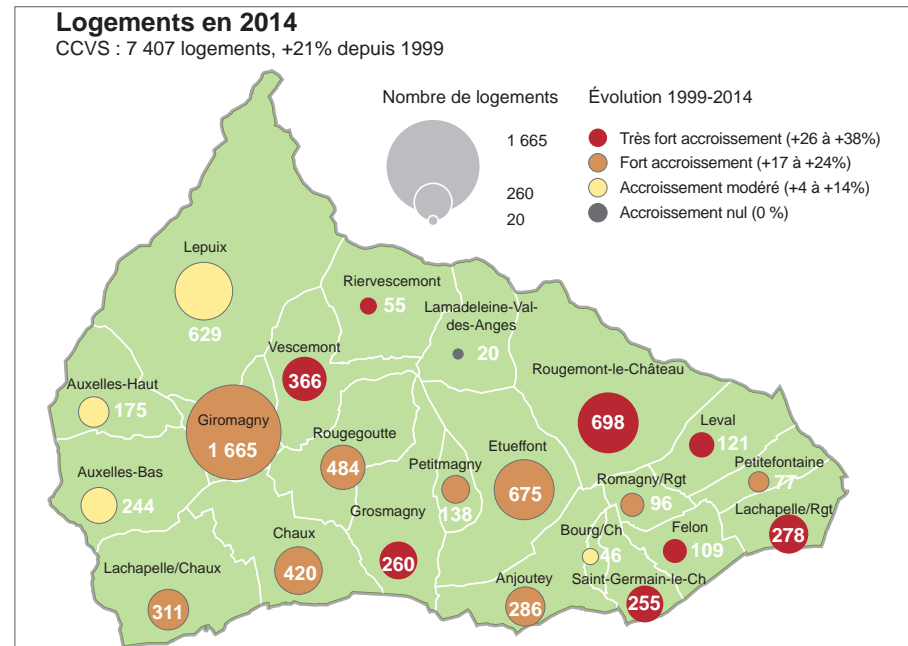 Logements en 2014
CCVS : 7 407 logements, +21% depuis 1999
Nombre de logements
1 665
260
20
Évolution 1999-2014
Très fort accroissement (+26 à +38%)
Fort accroissement (+17 à +24%)
Accroissement modéré (+4 à +14%)
Accroissement nul (0 %)
Lepuix
629
Riervescemont
55
Lamadeleine-Val-
des-Anges
20
Vescemont
366
Rougemont-le-Château
698
Auxelles-Haut
175
Giromagny
1 665
Rougegoutte
484
Leval
121
Etueffont
675
Petitmagny
138
Petitefontaine
77
Auxelles-Bas
244
Romagny/Rgt
96
Grosmagny
260
Lachapelle/Rgt
278
Bourg/Ch
46
Felon
109
Chaux
420
Lachapelle/Chaux
311
Anjoutey
286
Saint-Germain-le-Ch
255